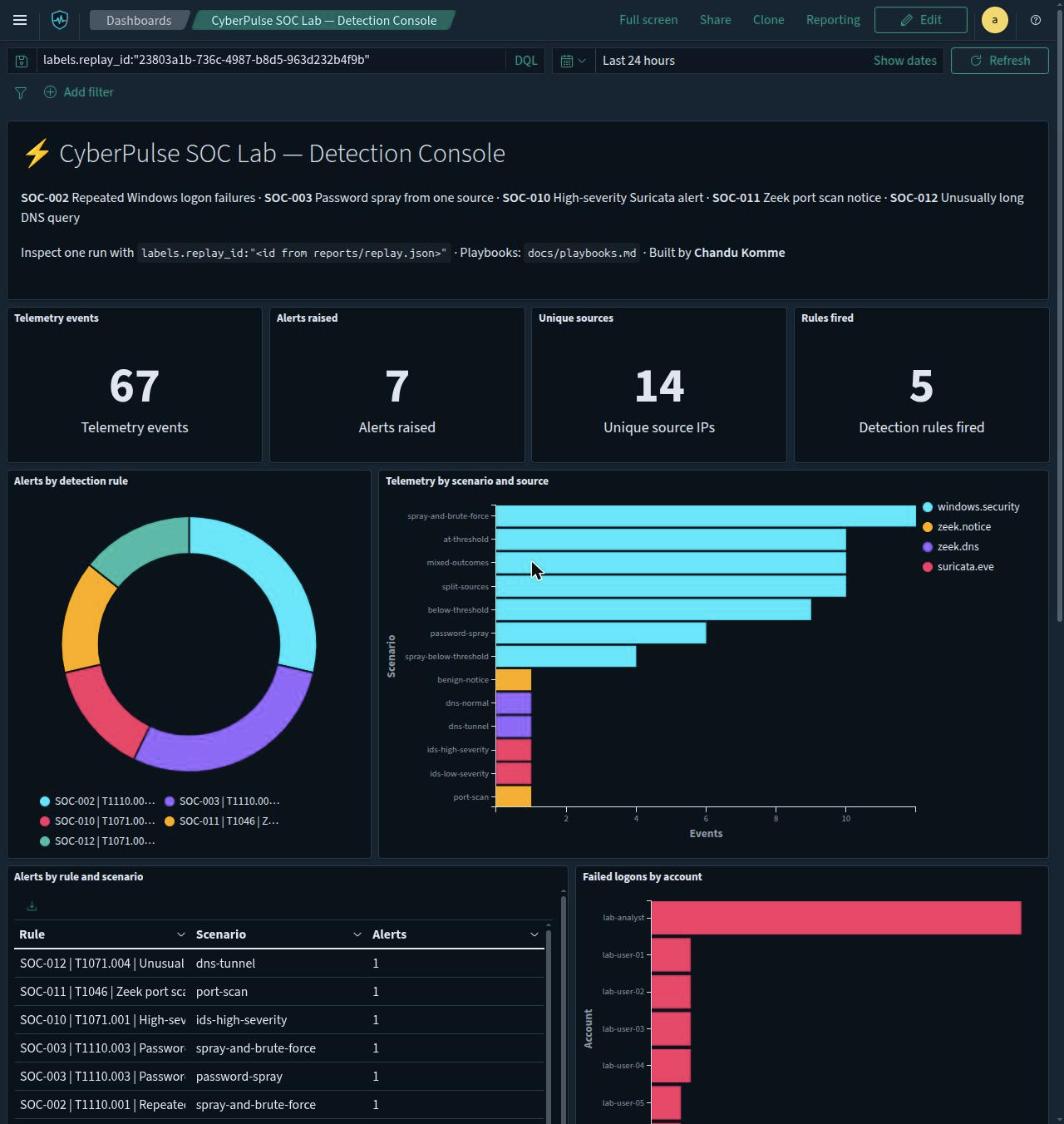 Dashboards
CyberPulse SOC Lab — Detection Console
Full screen
Share
Clone
Reporting
Edit
a
labels.replay_id:"23803a1b-736c-4987-b8d5-963d232b4f9b"
DQL
Last 24 hours
Show dates
Refresh
Add filter
⚡ CyberPulse SOC Lab — Detection Console
SOC-002 Repeated Windows logon failures · SOC-003 Password spray from one source · SOC-010 High-severity Suricata alert · SOC-011 Zeek port scan notice · SOC-012 Unusually long
DNS query
Inspect one run with labels.replay_id:"<id from reports/replay.json>" · Playbooks: docs/playbooks.md · Built by Chandu Komme
Telemetry events
67
Telemetry events
Alerts raised
7
Alerts raised
Unique sources
14
Unique source IPs
Rules fired
5
Detection rules fired
Alerts by detection rule
SOC-002 | T1110.00...
SOC-003 | T1110.00...
SOC-010 | T1071.00...
SOC-011 | T1046 | Z...
SOC-012 | T1071.00...
Telemetry by scenario and source
Scenario
spray-and-brute-force
at-threshold
mixed-outcomes
split-sources
below-threshold
password-spray
spray-below-threshold
benign-notice
dns-normal
dns-tunnel
ids-high-severity
ids-low-severity
port-scan
2 4 6 8 10
Events
windows.security
zeek.notice
zeek.dns
suricata.eve
Alerts by rule and scenario
Rule Scenario Alerts
SOC-012 | T1071.004 | Unusual dns-tunnel 1
SOC-011 | T1046 | Zeek port sca port-scan 1
SOC-010 | T1071.001 | High-sev ids-high-severity 1
SOC-003 | T1110.003 | Passwor spray-and-brute-force 1
SOC-003 | T1110.003 | Passwor password-spray 1
SOC-002 | T1110.001 | Repeate spray-and-brute-force 1
Failed logons by account
Account
lab-analyst
lab-user-01
lab-user-02
lab-user-03
lab-user-04
lab-user-05